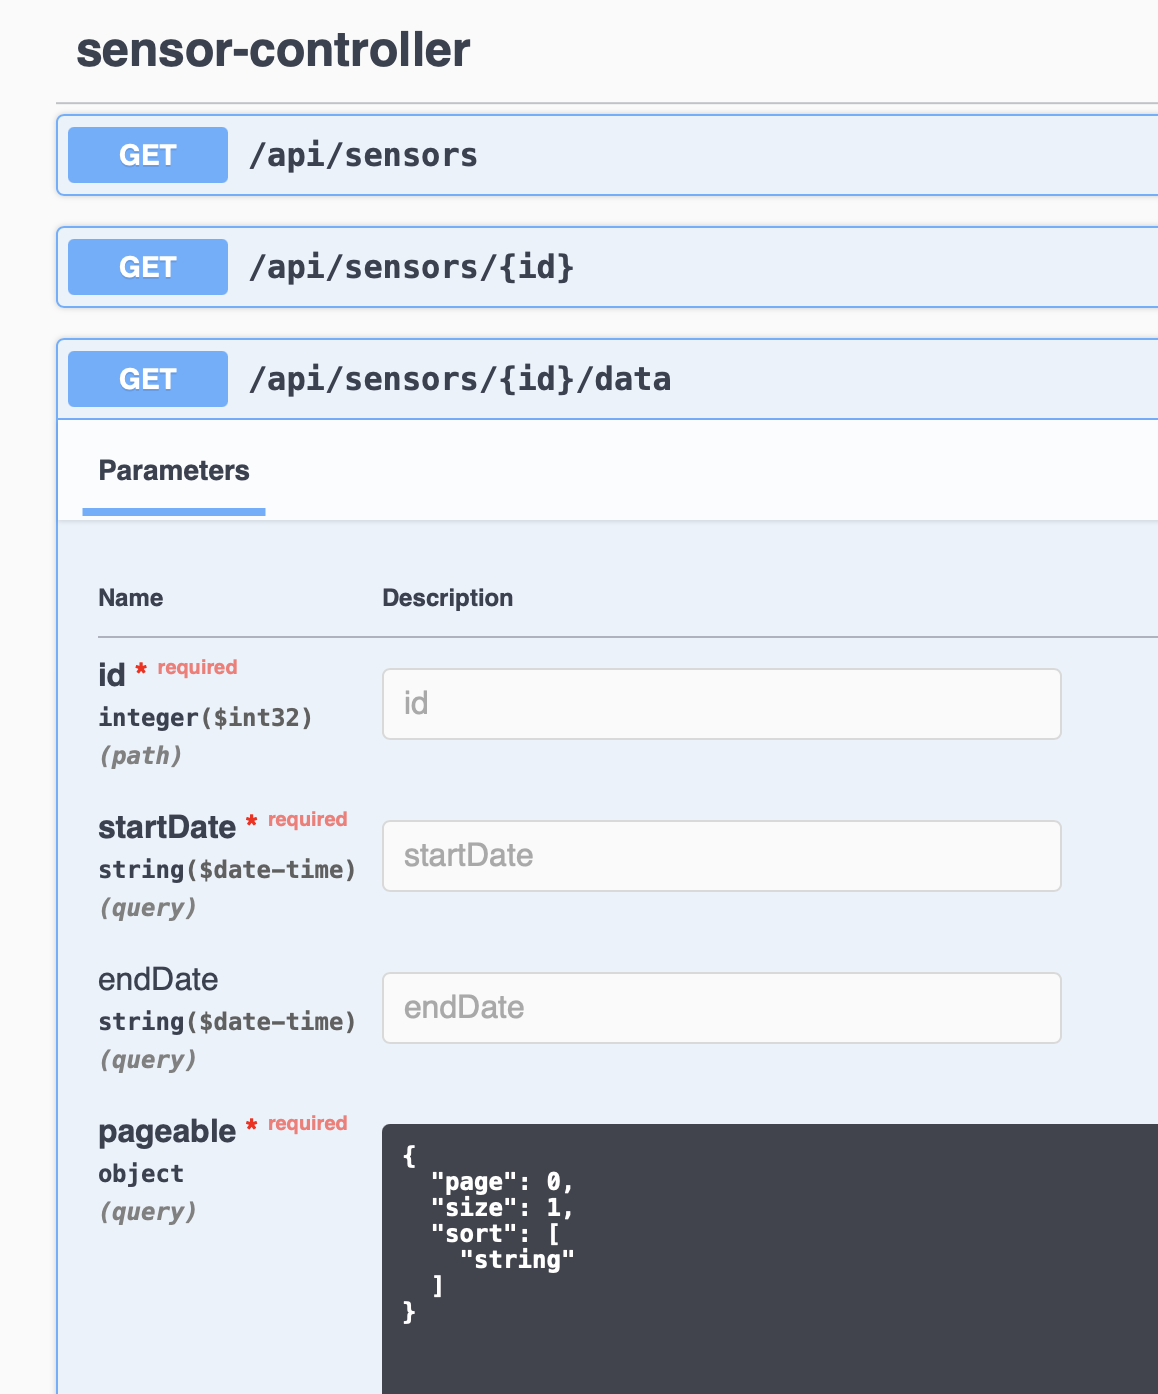 sensor-controller
GET /api/sensors
GET /api/sensors/{id}
GET /api/sensors/{id}/data
Parameters
Name Description
id * required
integer($int32)
(path)
id
startDate * required
string($date-time)
(query)
startDate
endDate
string($date-time)
(query)
endDate
pageable * required
object
(query)
{
  "page": 0,
  "size": 1,
  "sort": [
    "string"
  ]
}